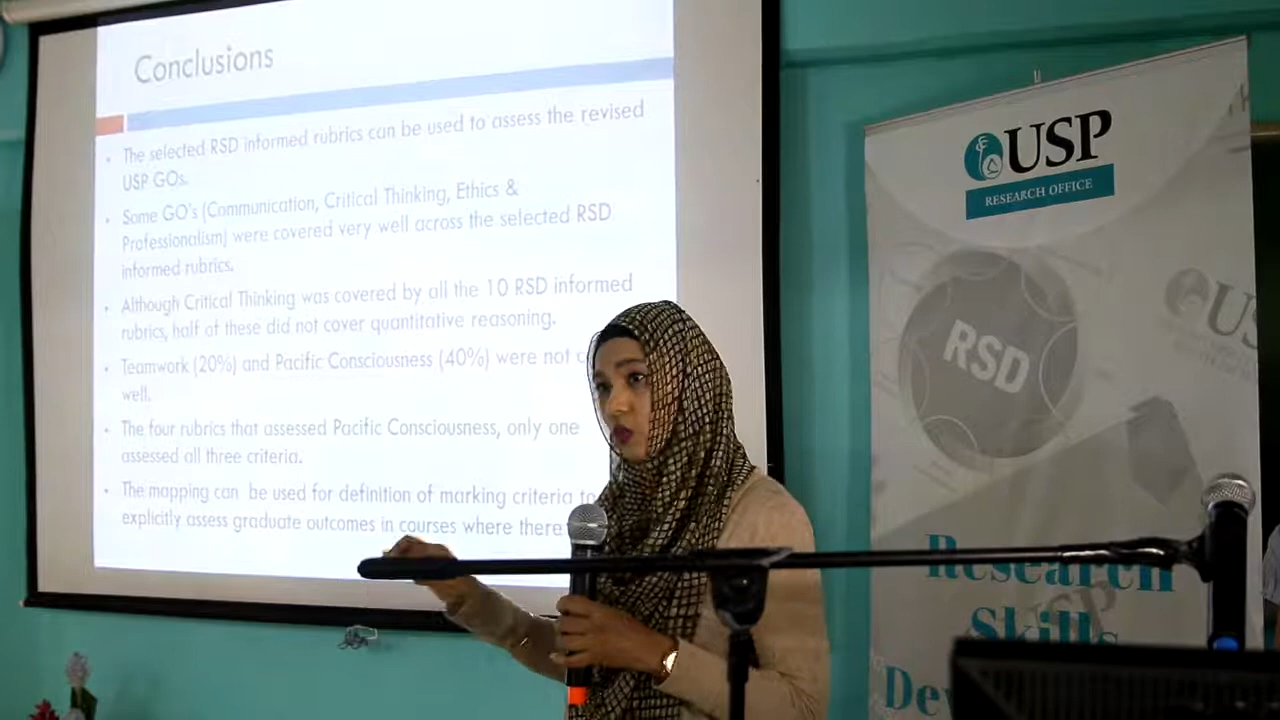 Conclusions
The selected RSD informed rubrics can be used to assess the revised
USP GOs.
Some GO's (Communication, Critical Thinking, Ethics &
Professionalism) were covered very well across the selected RSD
informed rubrics.
Although Critical Thinking was covered by all the 10 RSD informed
rubrics, half of these did not cover quantitative reasoning.
Teamwork (20%) and Pacific Consciousness (40%) were not
well.
The four rubrics that assessed Pacific Consciousness, only one
assessed all three criteria.
The mapping can be used for definition of marking criteria to
explicitly assess graduate outcomes in courses where there
USP
RESEARCH OFFICE
RSD
US
Research
Skills
USP
Dev